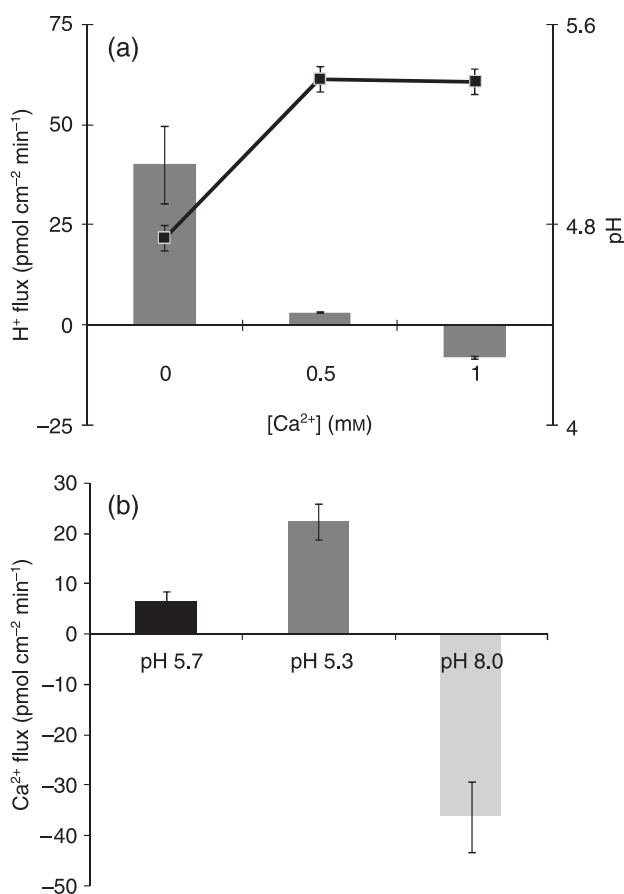 (a)
75
50
25
0
−25
H⁺ flux (pmol cm⁻² min⁻¹)
5.6
4.8
4
pH
0 0.5 1
[Ca²⁺] (mM)
(b)
30
20
10
0
−10
−20
−30
−40
−50
Ca²⁺ flux (pmol cm⁻² min⁻¹)
pH 5.7 pH 5.3 pH 8.0